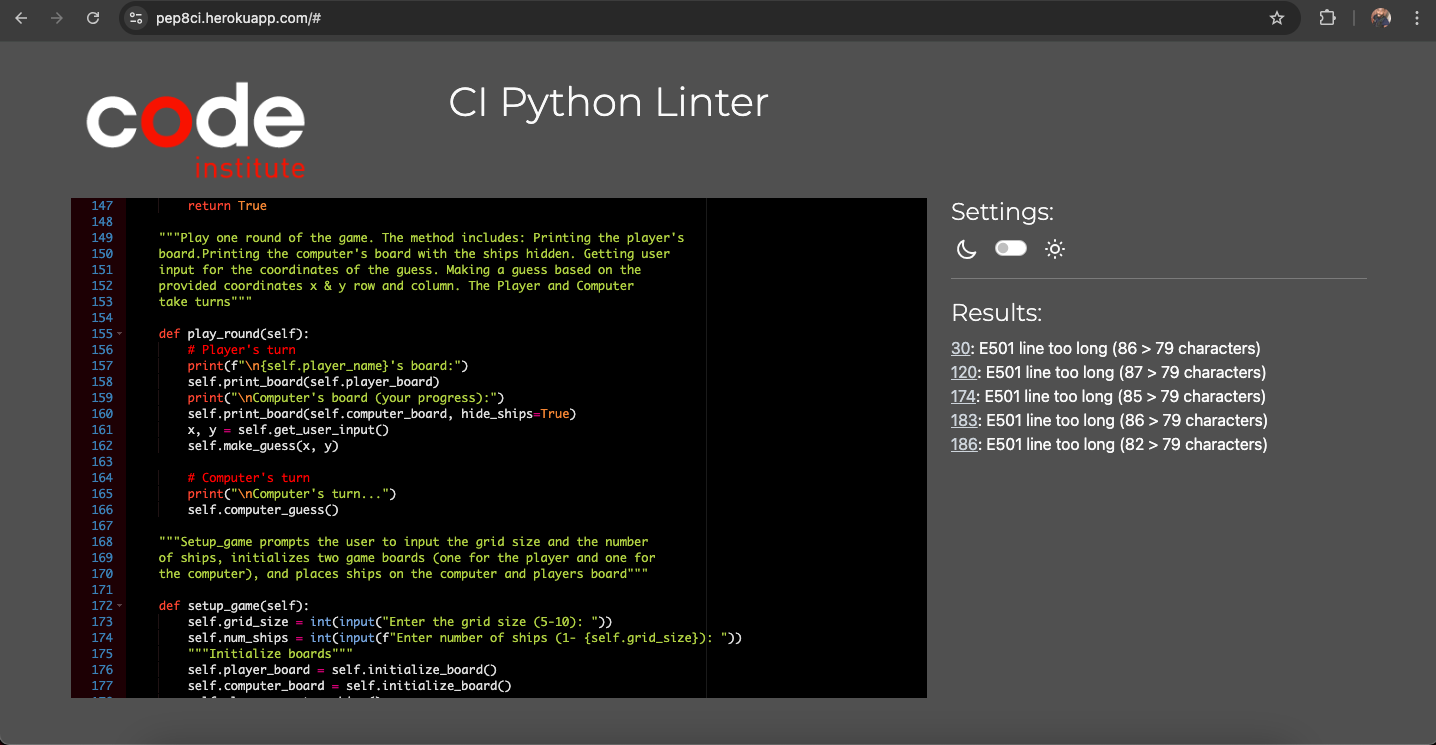 pep8ci.herokuapp.com/#
code
institute
CI Python Linter
147 return True
148
149 """Play one round of the game. The method includes: Printing the player's
150 board.Printing the computer's board with the ships hidden. Getting user
151 input for the coordinates of the guess. Making a guess based on the
152 provided coordinates x & y row and column. The Player and Computer
153 take turns"""
154
155 def play_round(self):
156 # Player's turn
157 print(f"\n{self.player_name}'s board:")
158 self.print_board(self.player_board)
159 print("\nComputer's board (your progress):")
160 self.print_board(self.computer_board, hide_ships=True)
161 x, y = self.get_user_input()
162 self.make_guess(x, y)
163
164 # Computer's turn
165 print("\nComputer's turn...")
166 self.computer_guess()
167
168 """Setup_game prompts the user to input the grid size and the number
169 of ships, initializes two game boards (one for the player and one for
170 the computer), and places ships on the computer and players board"""
171
172 def setup_game(self):
173 self.grid_size = int(input("Enter the grid size (5-10): "))
174 self.num_ships = int(input(f"Enter number of ships (1- {self.grid_size}): "))
175 """Initialize boards"""
176 self.player_board = self.initialize_board()
177 self.computer_board = self.initialize_board()
Settings:
Results:
30: E501 line too long (86 > 79 characters)
120: E501 line too long (87 > 79 characters)
174: E501 line too long (85 > 79 characters)
183: E501 line too long (86 > 79 characters)
186: E501 line too long (82 > 79 characters)